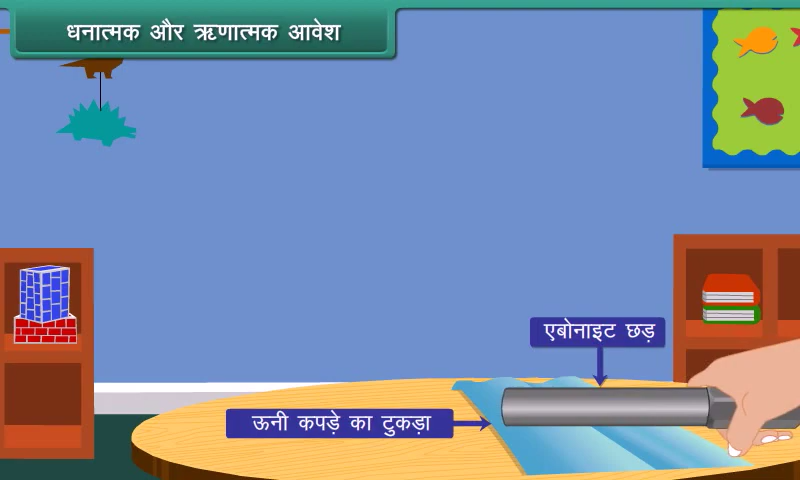 धनात्मक और ऋणात्मक आवेश
एबोनाइट छड़
ऊनी कपड़े का टुकड़ा